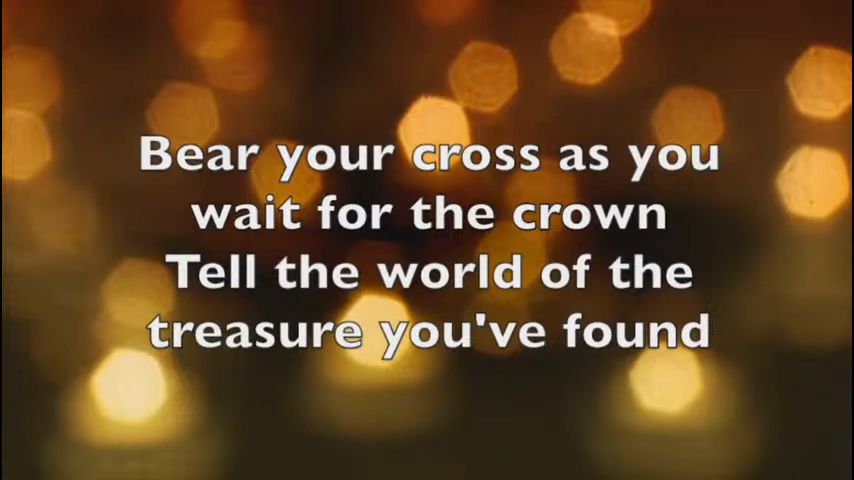 Bear your cross as you
wait for the crown
Tell the world of the
treasure you've found